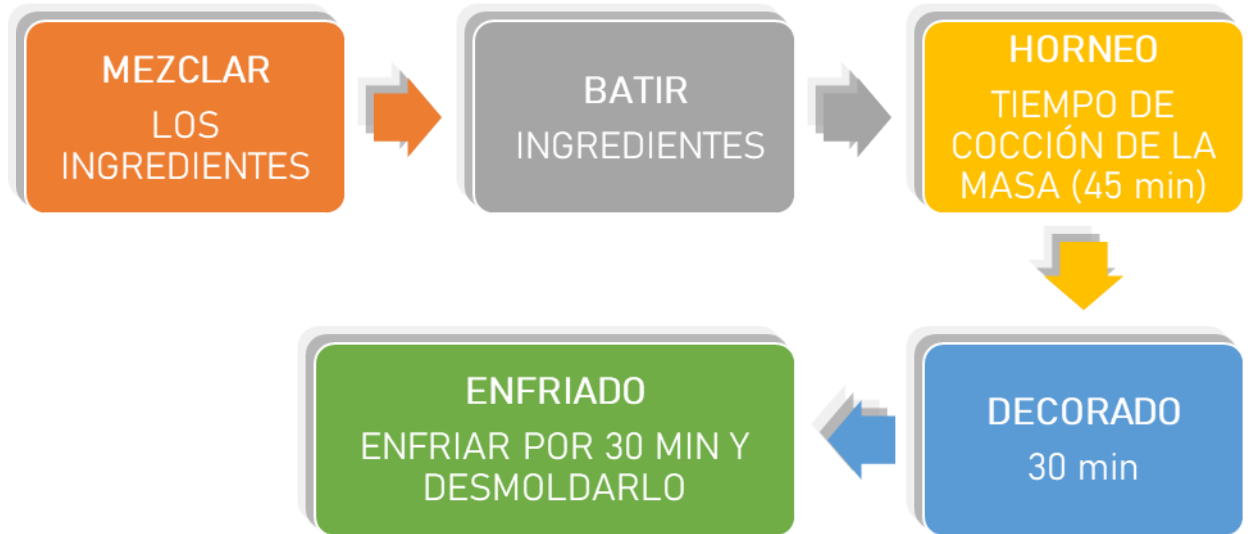 MEZCLAR
LOS
INGREDIENTES
BATIR
INGREDIENTES
HORNEO
TIEMPO DE
COCCIÓN DE LA
MASA (45 min)
DECORADO
30 min
ENFRIADO
ENFRIAR POR 30 MIN Y
DESMOLDARLO